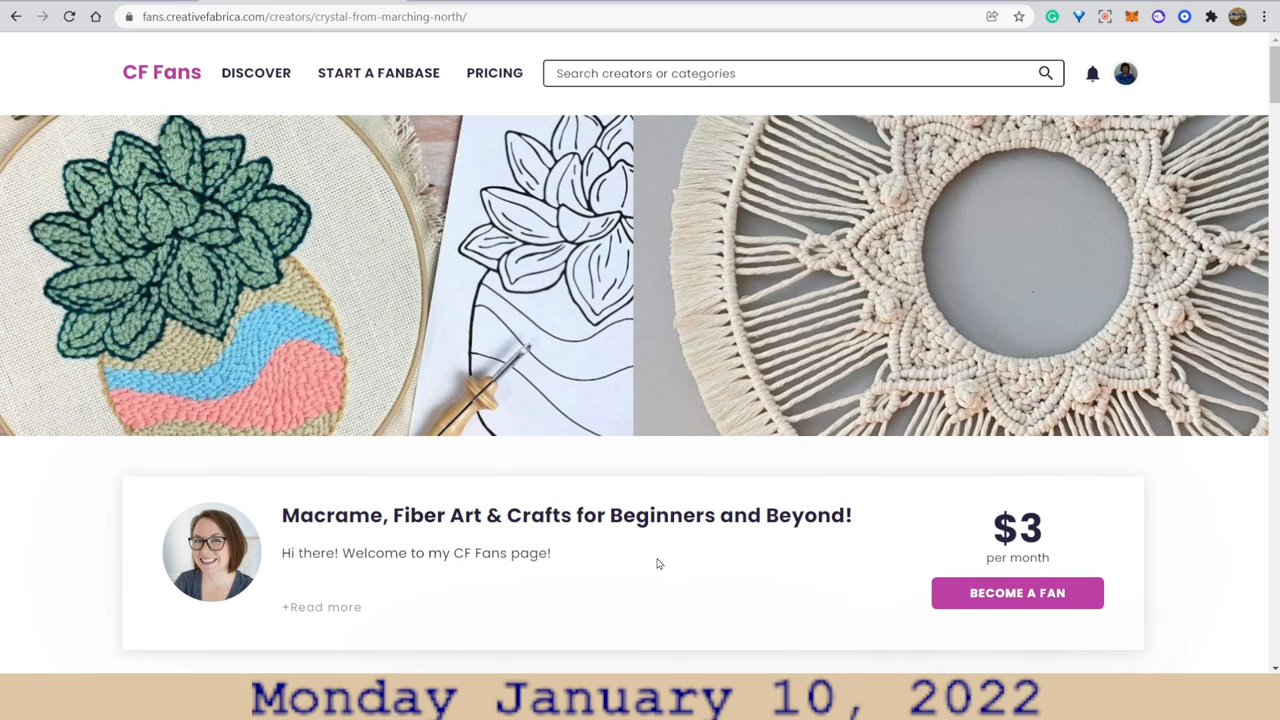 fans.creativefabrica.com/creators/crystal-from-marching-north/
CF Fans DISCOVER START A FANBASE PRICING Search creators or categories
Macrame, Fiber Art & Crafts for Beginners and Beyond!
Hi there! Welcome to my CF Fans page!
+Read more
$3
per month
BECOME A FAN
Monday January 10, 2022